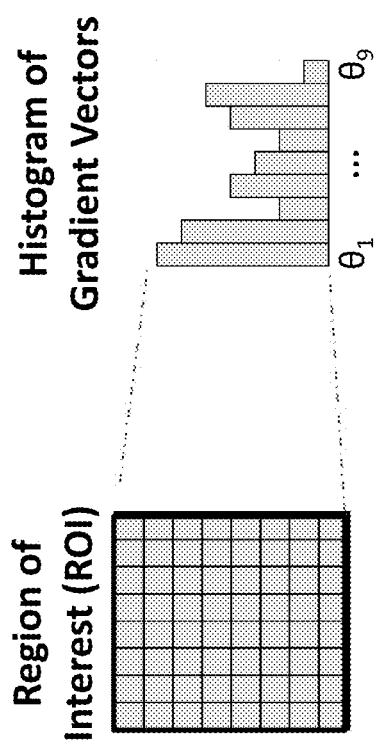 Region of
Interest (ROI)
Histogram of
Gradient Vectors
θ1 ... θ9